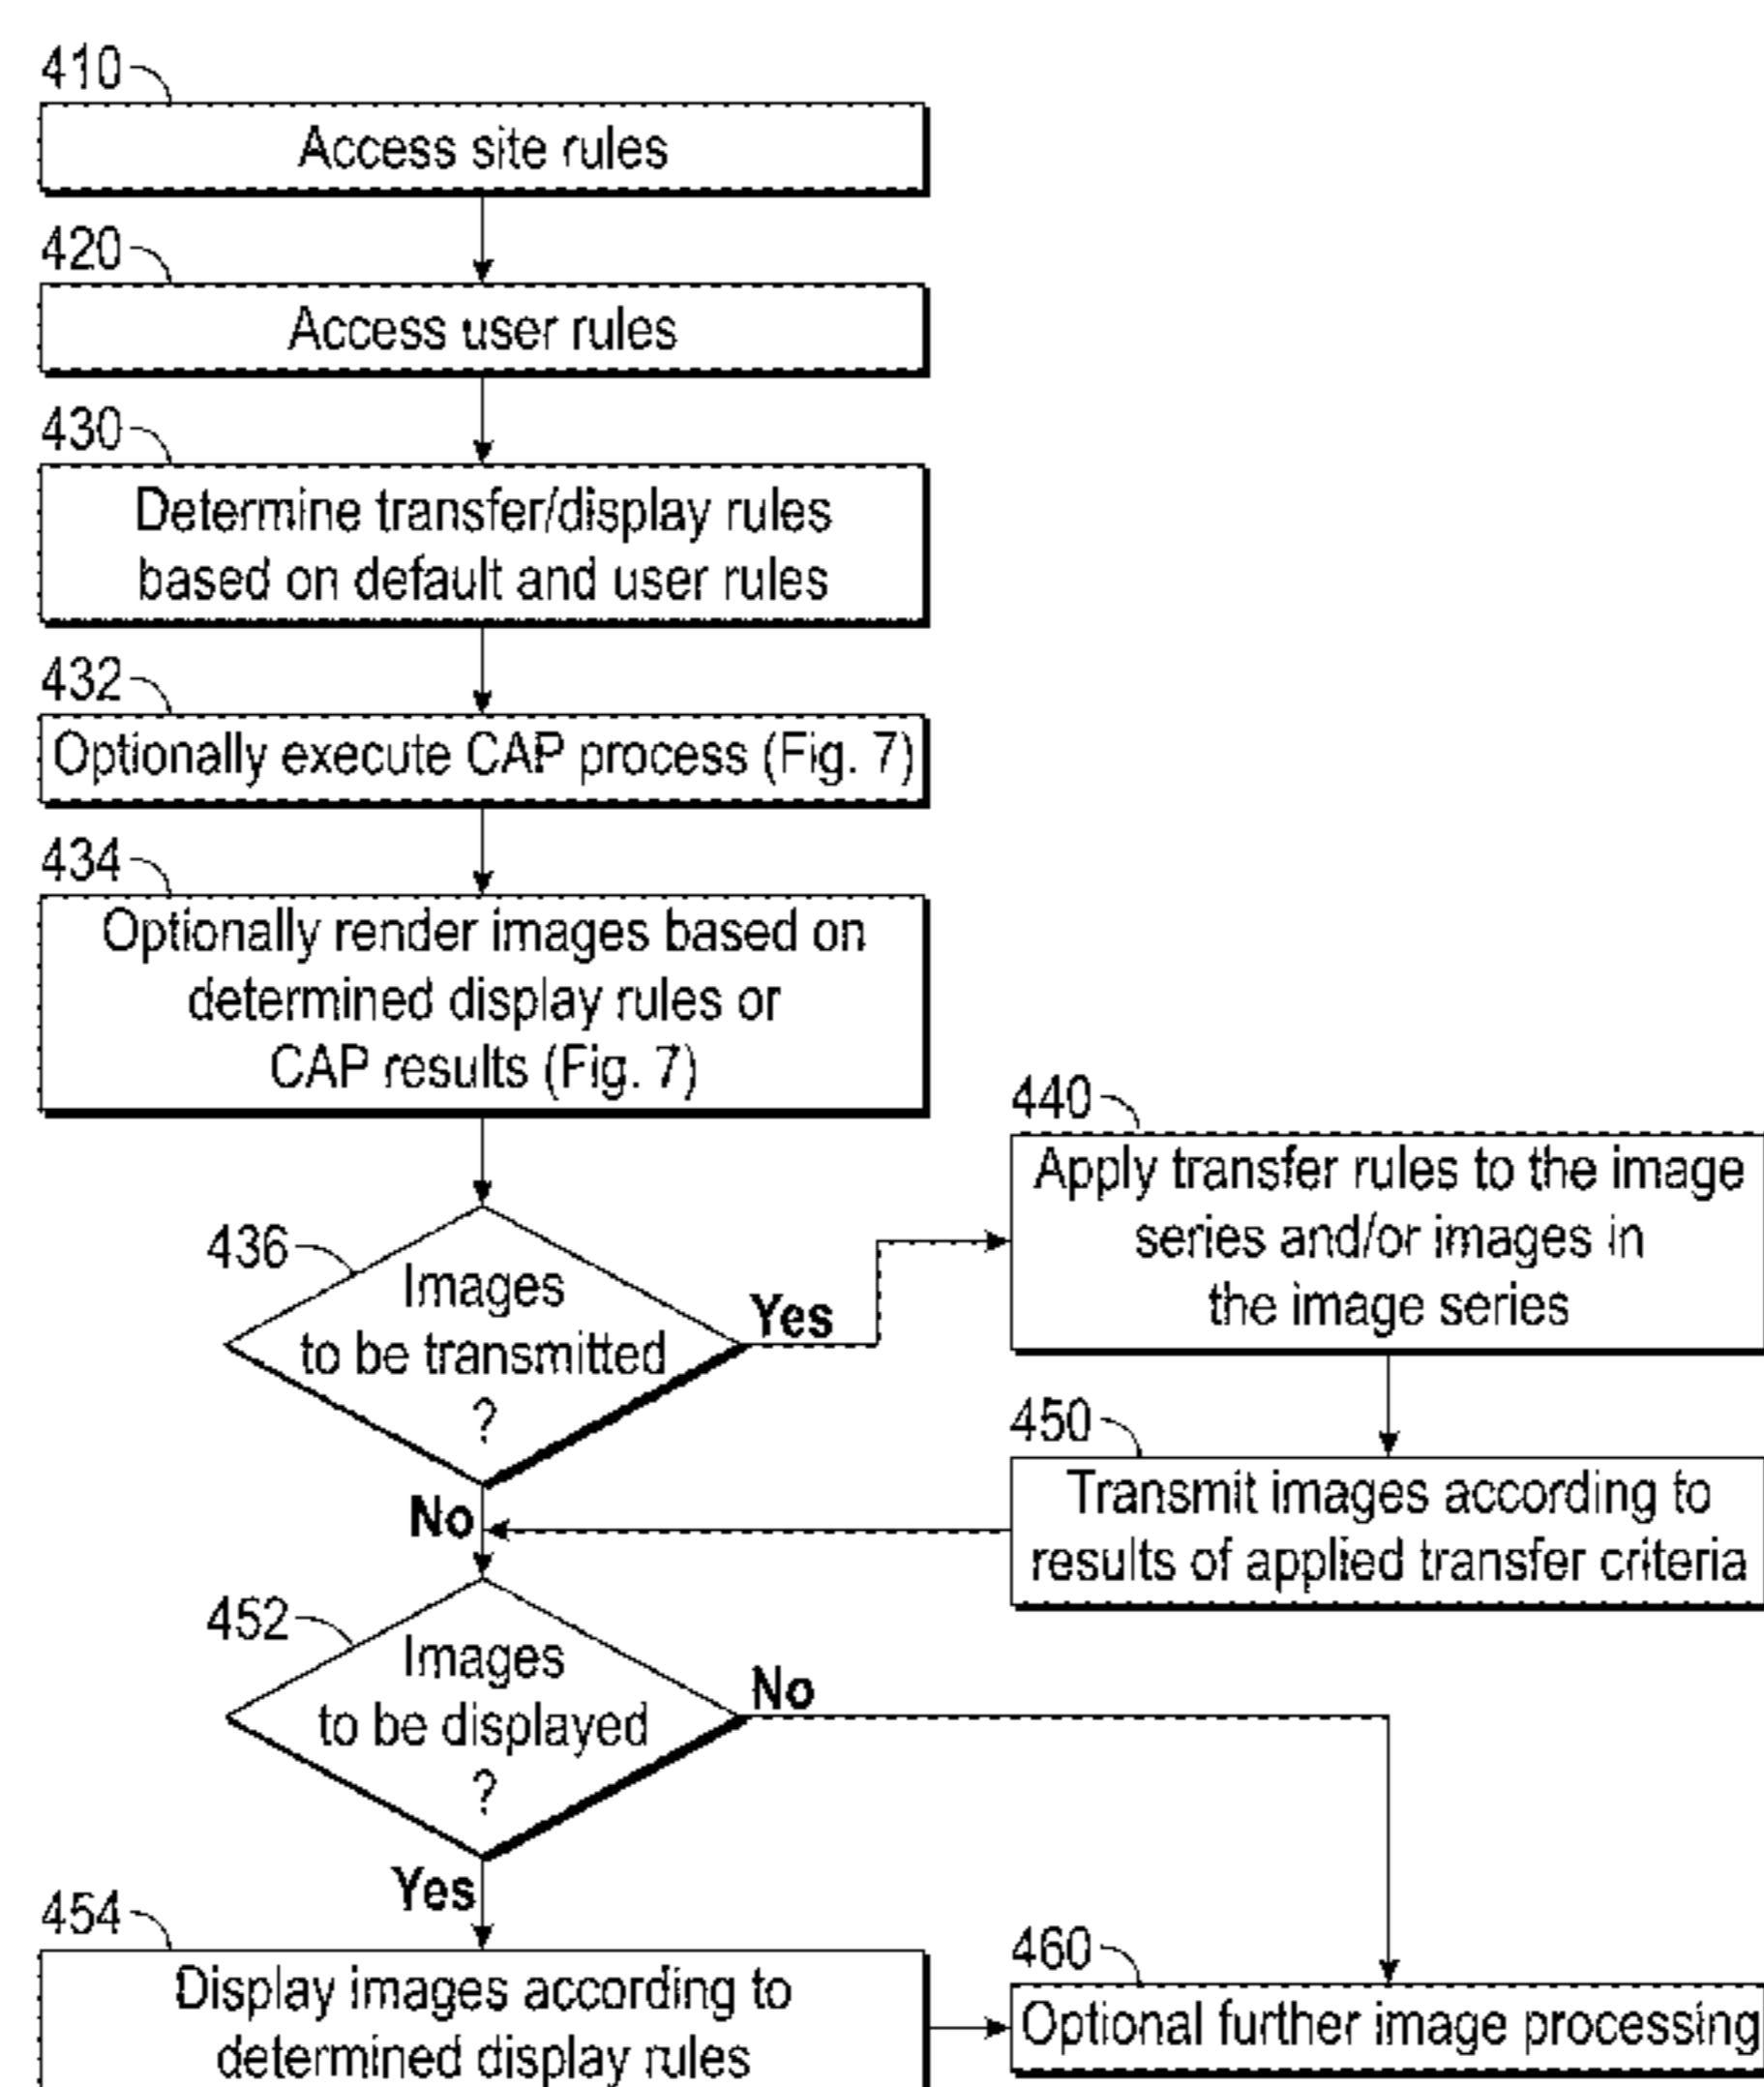 410
Access site rules
420
Access user rules
430
Determine transfer/display rules
based on default and user rules
432
Optionally execute CAP process (Fig. 7)
434
Optionally render images based on
determined display rules or
CAP results (Fig. 7)
436
Images
to be transmitted
?
Yes
No
440
Apply transfer rules to the image
series and/or images in
the image series
450
Transmit images according to
results of applied transfer criteria
452
Images
to be displayed
?
No
Yes
454
Display images according to
determined display rules
460
Optional further image processing